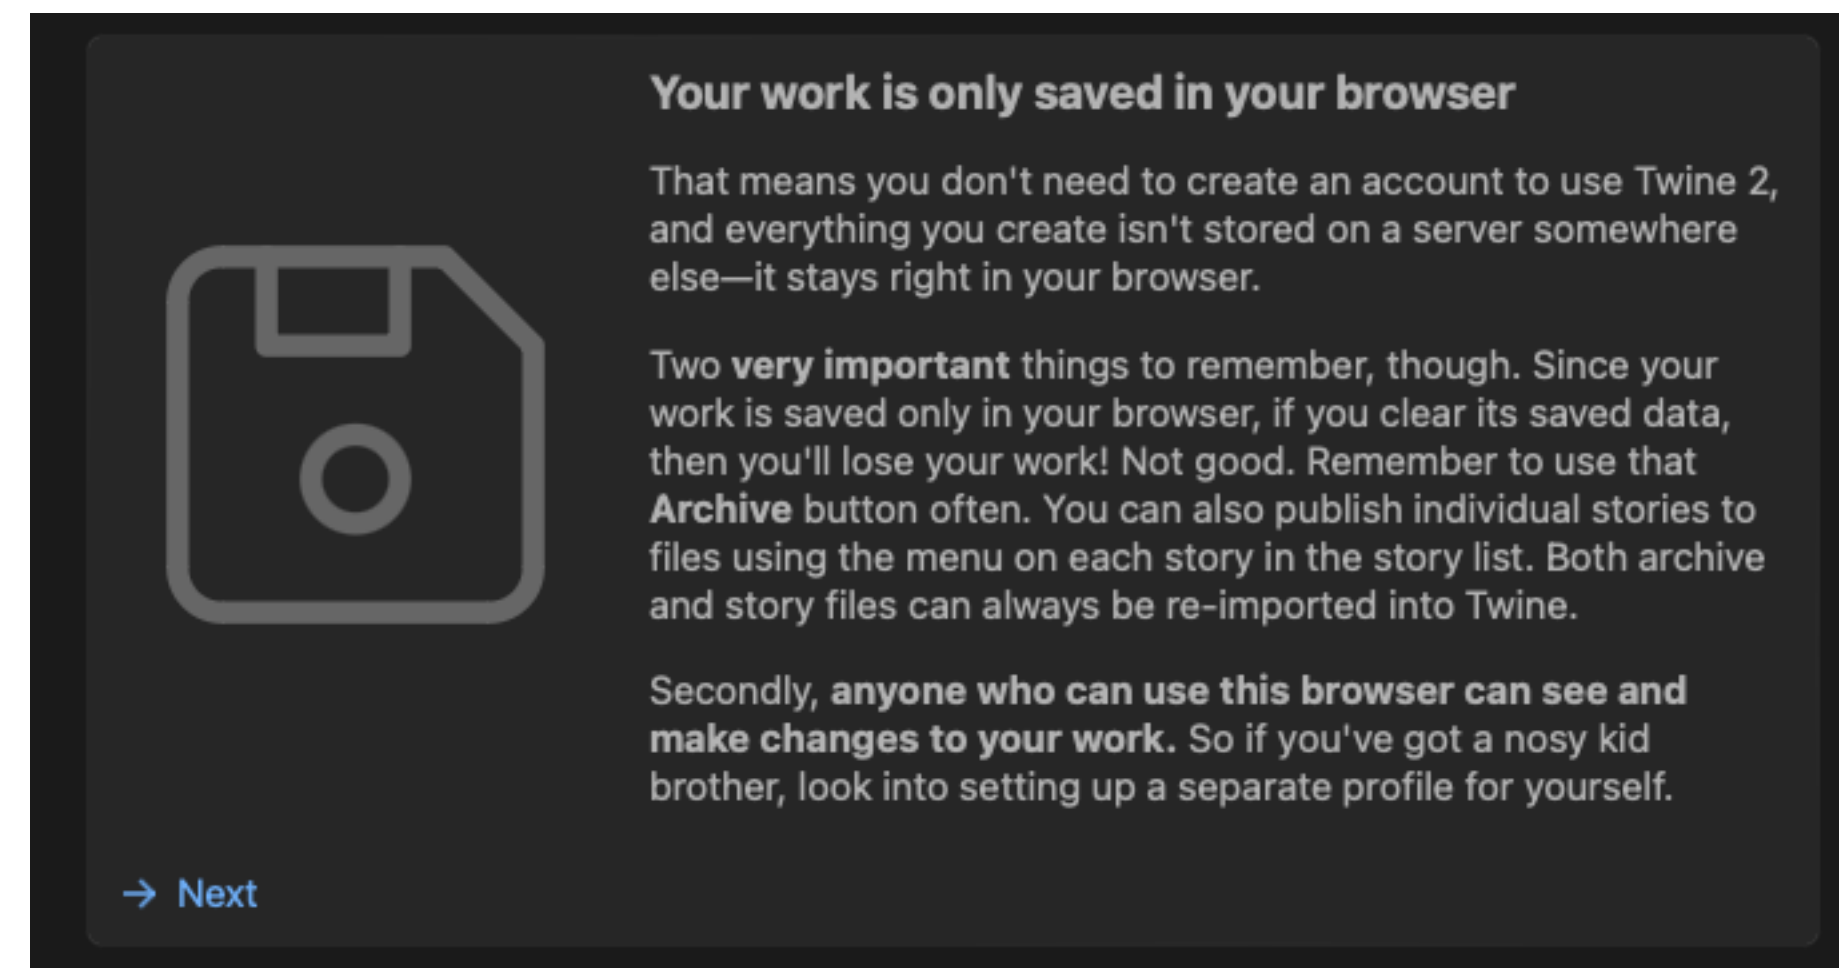 Your work is only saved in your browser
That means you don't need to create an account to use Twine 2,
and everything you create isn't stored on a server somewhere
else—it stays right in your browser.
Two very important things to remember, though. Since your
work is saved only in your browser, if you clear its saved data,
then you'll lose your work! Not good. Remember to use that
Archive button often. You can also publish individual stories to
files using the menu on each story in the story list. Both archive
and story files can always be re-imported into Twine.
Secondly, anyone who can use this browser can see and
make changes to your work. So if you've got a nosy kid
brother, look into setting up a separate profile for yourself.
→ Next